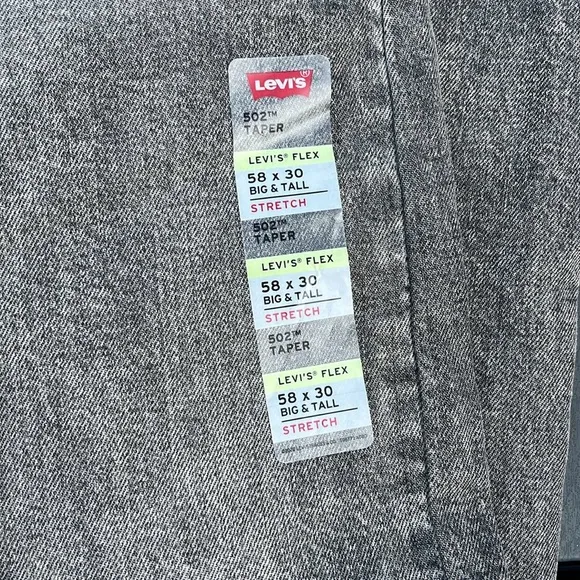 LEVI'S®
502™
TAPER
LEVI'S® FLEX
58 x 30
BIG & TALL
STRETCH
502™
TAPER
LEVI'S® FLEX
58 x 30
BIG & TALL
STRETCH
502™
TAPER
LEVI'S® FLEX
58 x 30
BIG & TALL
STRETCH